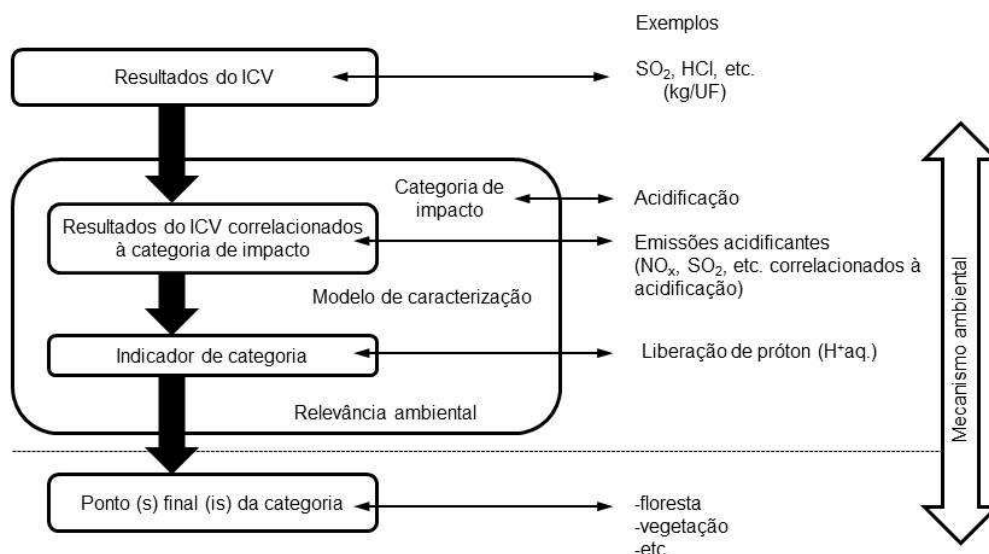 Exemplos
Resultados do ICV
SO₂, HCl, etc.
(kg/UF)
Categoria de
impacto
Acidificação
Resultados do ICV correlacionados
à categoria de impacto
Emissões acidificantes
(NOₓ, SO₂, etc. correlacionados à
acidificação)
Modelo de caracterização
Indicador de categoria
Liberação de próton (H⁺aq.)
Relevância ambiental
Mecanismo ambiental
Ponto (s) final (is) da categoria
-floresta
-vegetação
-etc